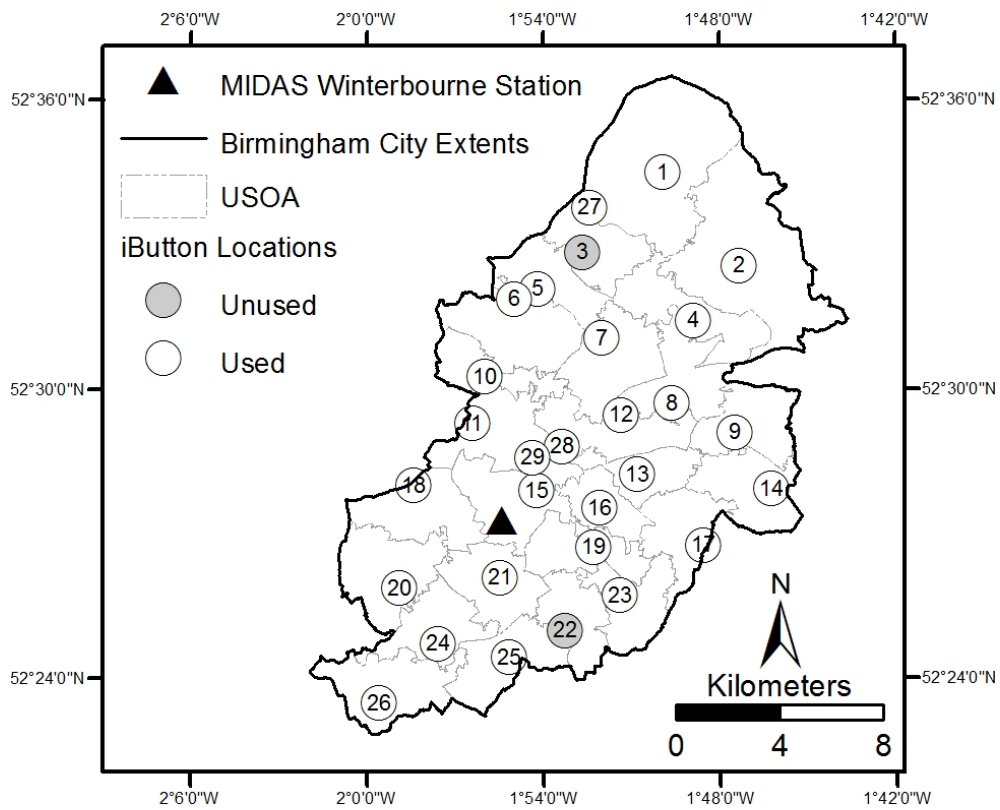 2°6'0"W 2°0'0"W 1°54'0"W 1°48'0"W 1°42'0"W
52°36'0"N 52°36'0"N
MIDAS Winterbourne Station
Birmingham City Extents
USOA
iButton Locations
Unused
Used
1
27
3
2
5
6
4
7
52°30'0"N 52°30'0"N
10
8
12
11
9
28
29
13
18
15
14
16
19
17
21
20
23
N
22
24
25
52°24'0"N 52°24'0"N
Kilometers
26
0 4 8
2°6'0"W 2°0'0"W 1°54'0"W 1°48'0"W 1°42'0"W